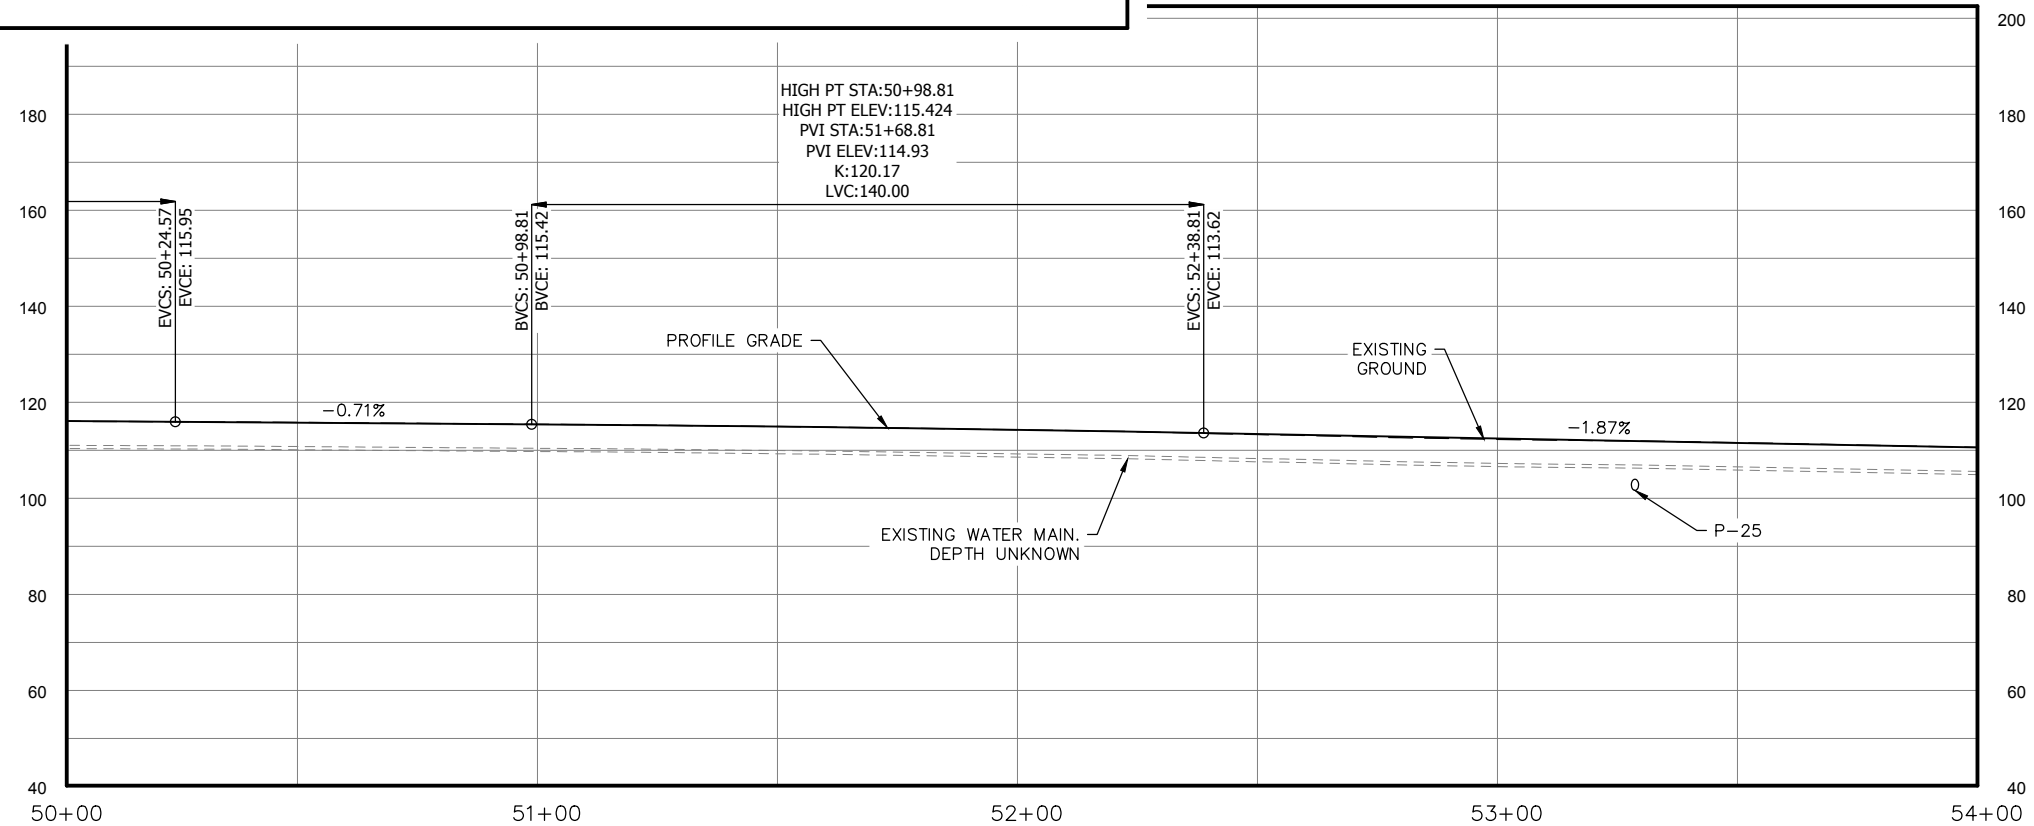 200
HIGH PT STA:50+98.81
HIGH PT ELEV:115.424
PVI STA:51+68.81
PVI ELEV:114.93
K:120.17
LVC:140.00
180
180
160
160
EVCS: 50+24.57
EVCE: 115.95
BVCS: 50+98.81
BVCE: 115.42
EVCS: 52+38.81
EVCE: 113.62
140
140
PROFILE GRADE
EXISTING
GROUND
120
120
-0.71%
-1.87%
100
100
EXISTING WATER MAIN.
DEPTH UNKNOWN
P-25
80
80
60
60
40
40
50+00
51+00
52+00
53+00
54+00